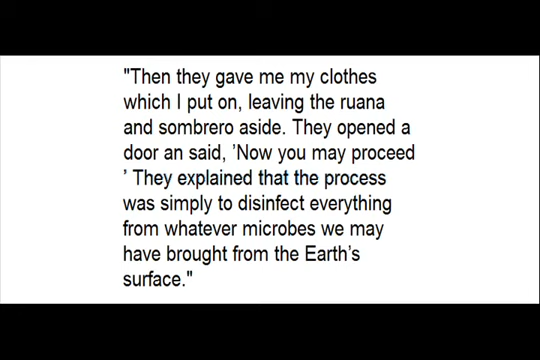 "Then they gave me my clothes
which I put on, leaving the ruana
and sombrero aside. They opened a
door an said, ’Now you may proceed
’ They explained that the process
was simply to disinfect everything
from whatever microbes we may
have brought from the Earth’s
surface."